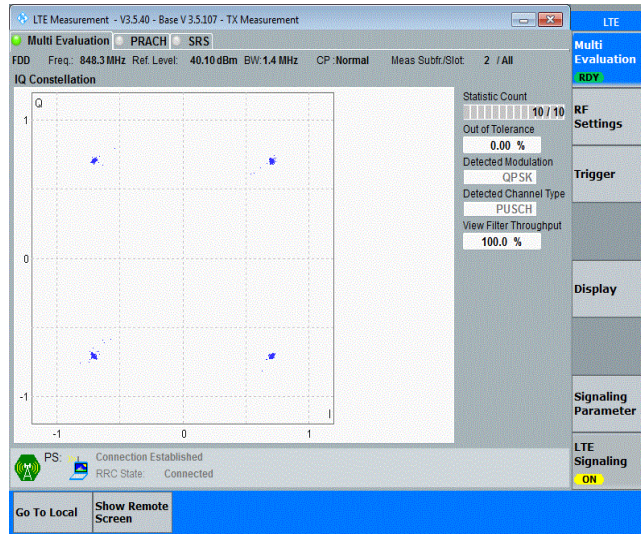 LTE Measurement - V3.5.40 - Base V 3.5.107 - TX Measurement
LTE
Multi Evaluation PRACH SRS
Multi
Evaluation
RDY
FDD Freq.: 848.3 MHz Ref. Level: 40.10 dBm BW: 1.4 MHz CP : Normal Meas Subfr./Slot: 2 / All
IQ Constellation
Q
1
0
-1
I
-1 0 1
Statistic Count
10 / 10
Out of Tolerance
0.00 %
Detected Modulation
QPSK
Detected Channel Type
PUSCH
View Filter Throughput
100.0 %
RF
Settings
Trigger
Display
Signaling
Parameter
LTE
Signaling
ON
PS: Connection Established
RRC State: Connected
Go To Local
Show Remote
Screen